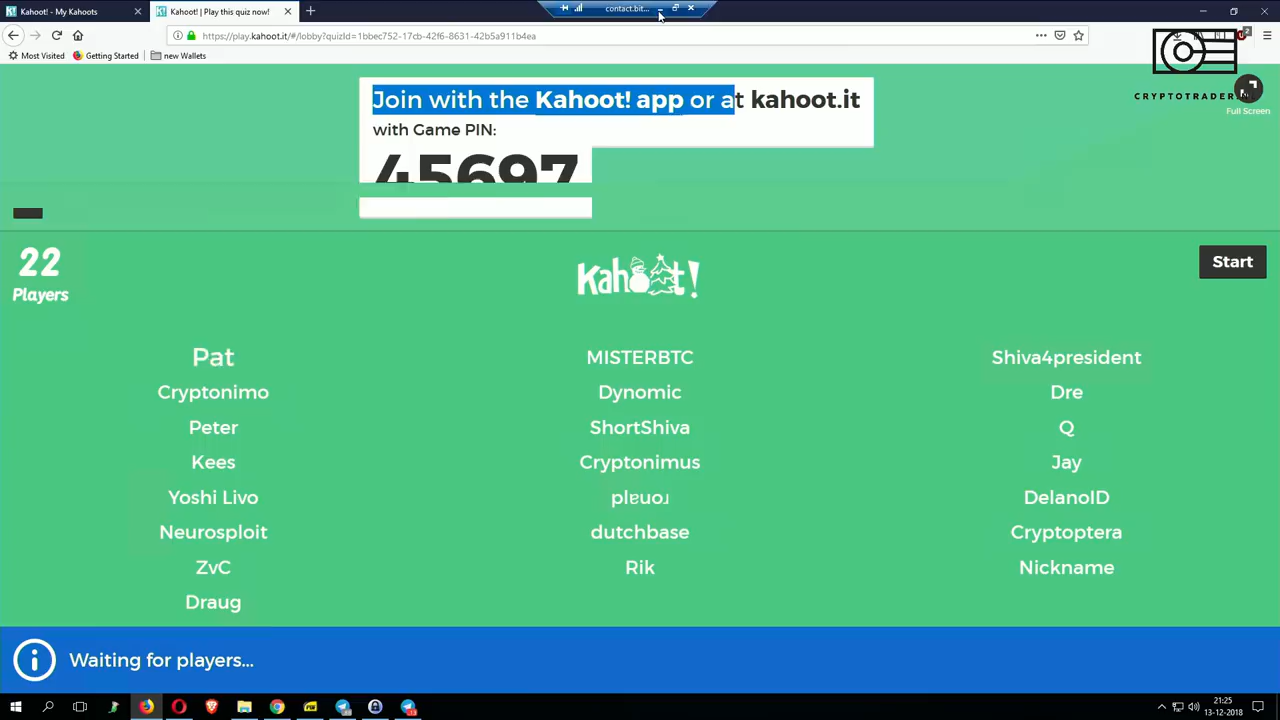 Kahoot! - My Kahoots
Kahoot! | Play this quiz now!
contact.bit...
https://play.kahoot.it/#/lobby?quizId=1bbec752-17cb-42f6-8631-42b5a911b4ea
Most Visited
Getting Started
new Wallets
CRYPTOTRADER
Full Screen
Join with the Kahoot! app or at kahoot.it
with Game PIN:
45697
22
Players
Kahoot!
Start
Pat
MISTERBTC
Shiva4president
Cryptonimo
Dynomic
Dre
Peter
ShortShiva
Q
Kees
Cryptonimus
Jay
Yoshi Livo
DelanoID
Neurosploit
dutchbase
Cryptoptera
ZvC
Rik
Nickname
Draug
Waiting for players...
21:25
13-12-2018